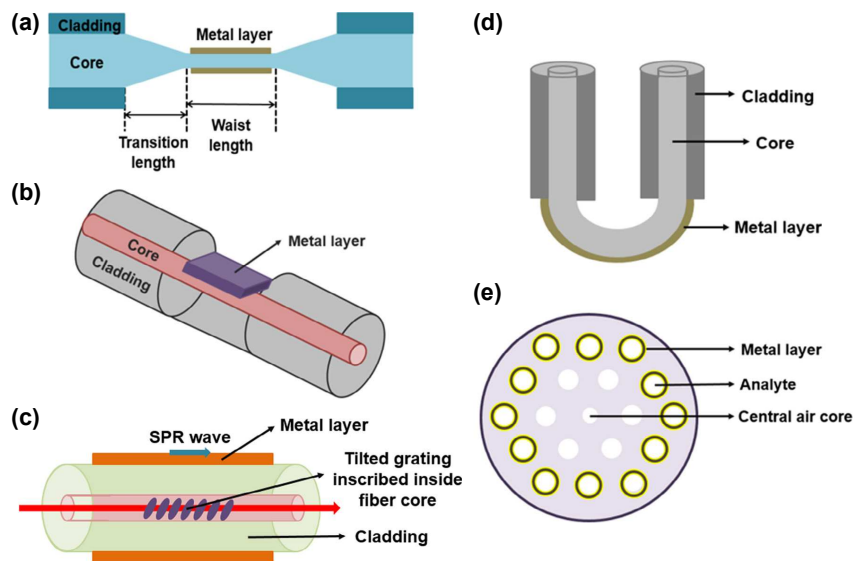 (a)
Cladding
Core
Metal layer
Transition
length
Waist
length
(b)
Core
Cladding
Metal layer
(c)
SPR wave
Metal layer
Tilted grating
inscribed inside
fiber core
Cladding
(d)
Cladding
Core
Metal layer
(e)
Metal layer
Analyte
Central air core